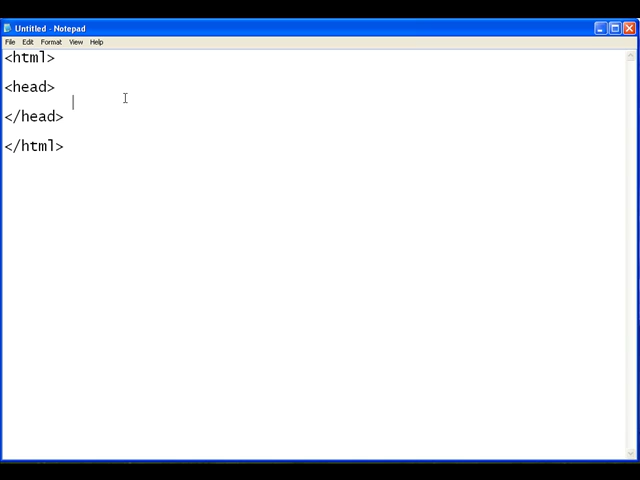 Untitled - Notepad
File Edit Format View Help
<html>
<head>
</head>
</html>